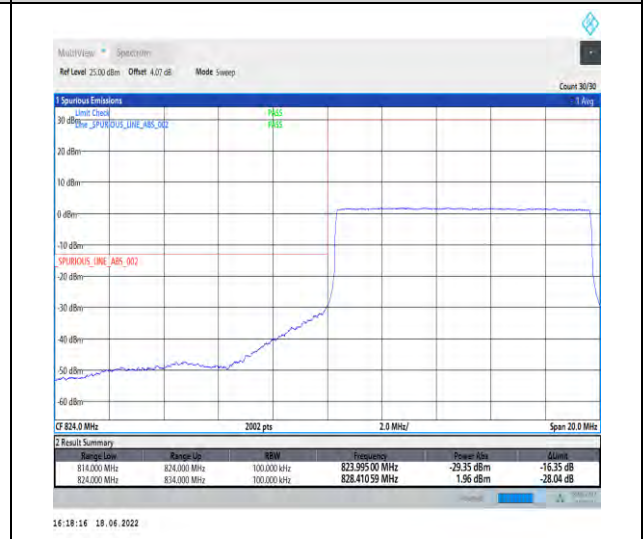 MultiView Spectrum
Ref Level 25.00 dBm Offset 4.07 dB Mode Sweep
Count 30/30
1 Spurious Emissions 1 Avg
Limit Check PASS
Line _SPURIOUS_LINE_ABS_002 PASS
30 dBm
20 dBm
10 dBm
0 dBm
-10 dBm
_SPURIOUS_LINE_ABS_002
-20 dBm
-30 dBm
-40 dBm
-50 dBm
-60 dBm
CF 824.0 MHz 2002 pts 2.0 MHz/ Span 20.0 MHz
2 Result Summary
Range Low Range Up RBW Frequency Power Abs ΔLimit
814.000 MHz 824.000 MHz 100.000 kHz 823.99500 MHz -29.35 dBm -16.35 dB
824.000 MHz 834.000 MHz 100.000 kHz 828.41059 MHz 1.96 dBm -28.04 dB
16:18:16 18.06.2022